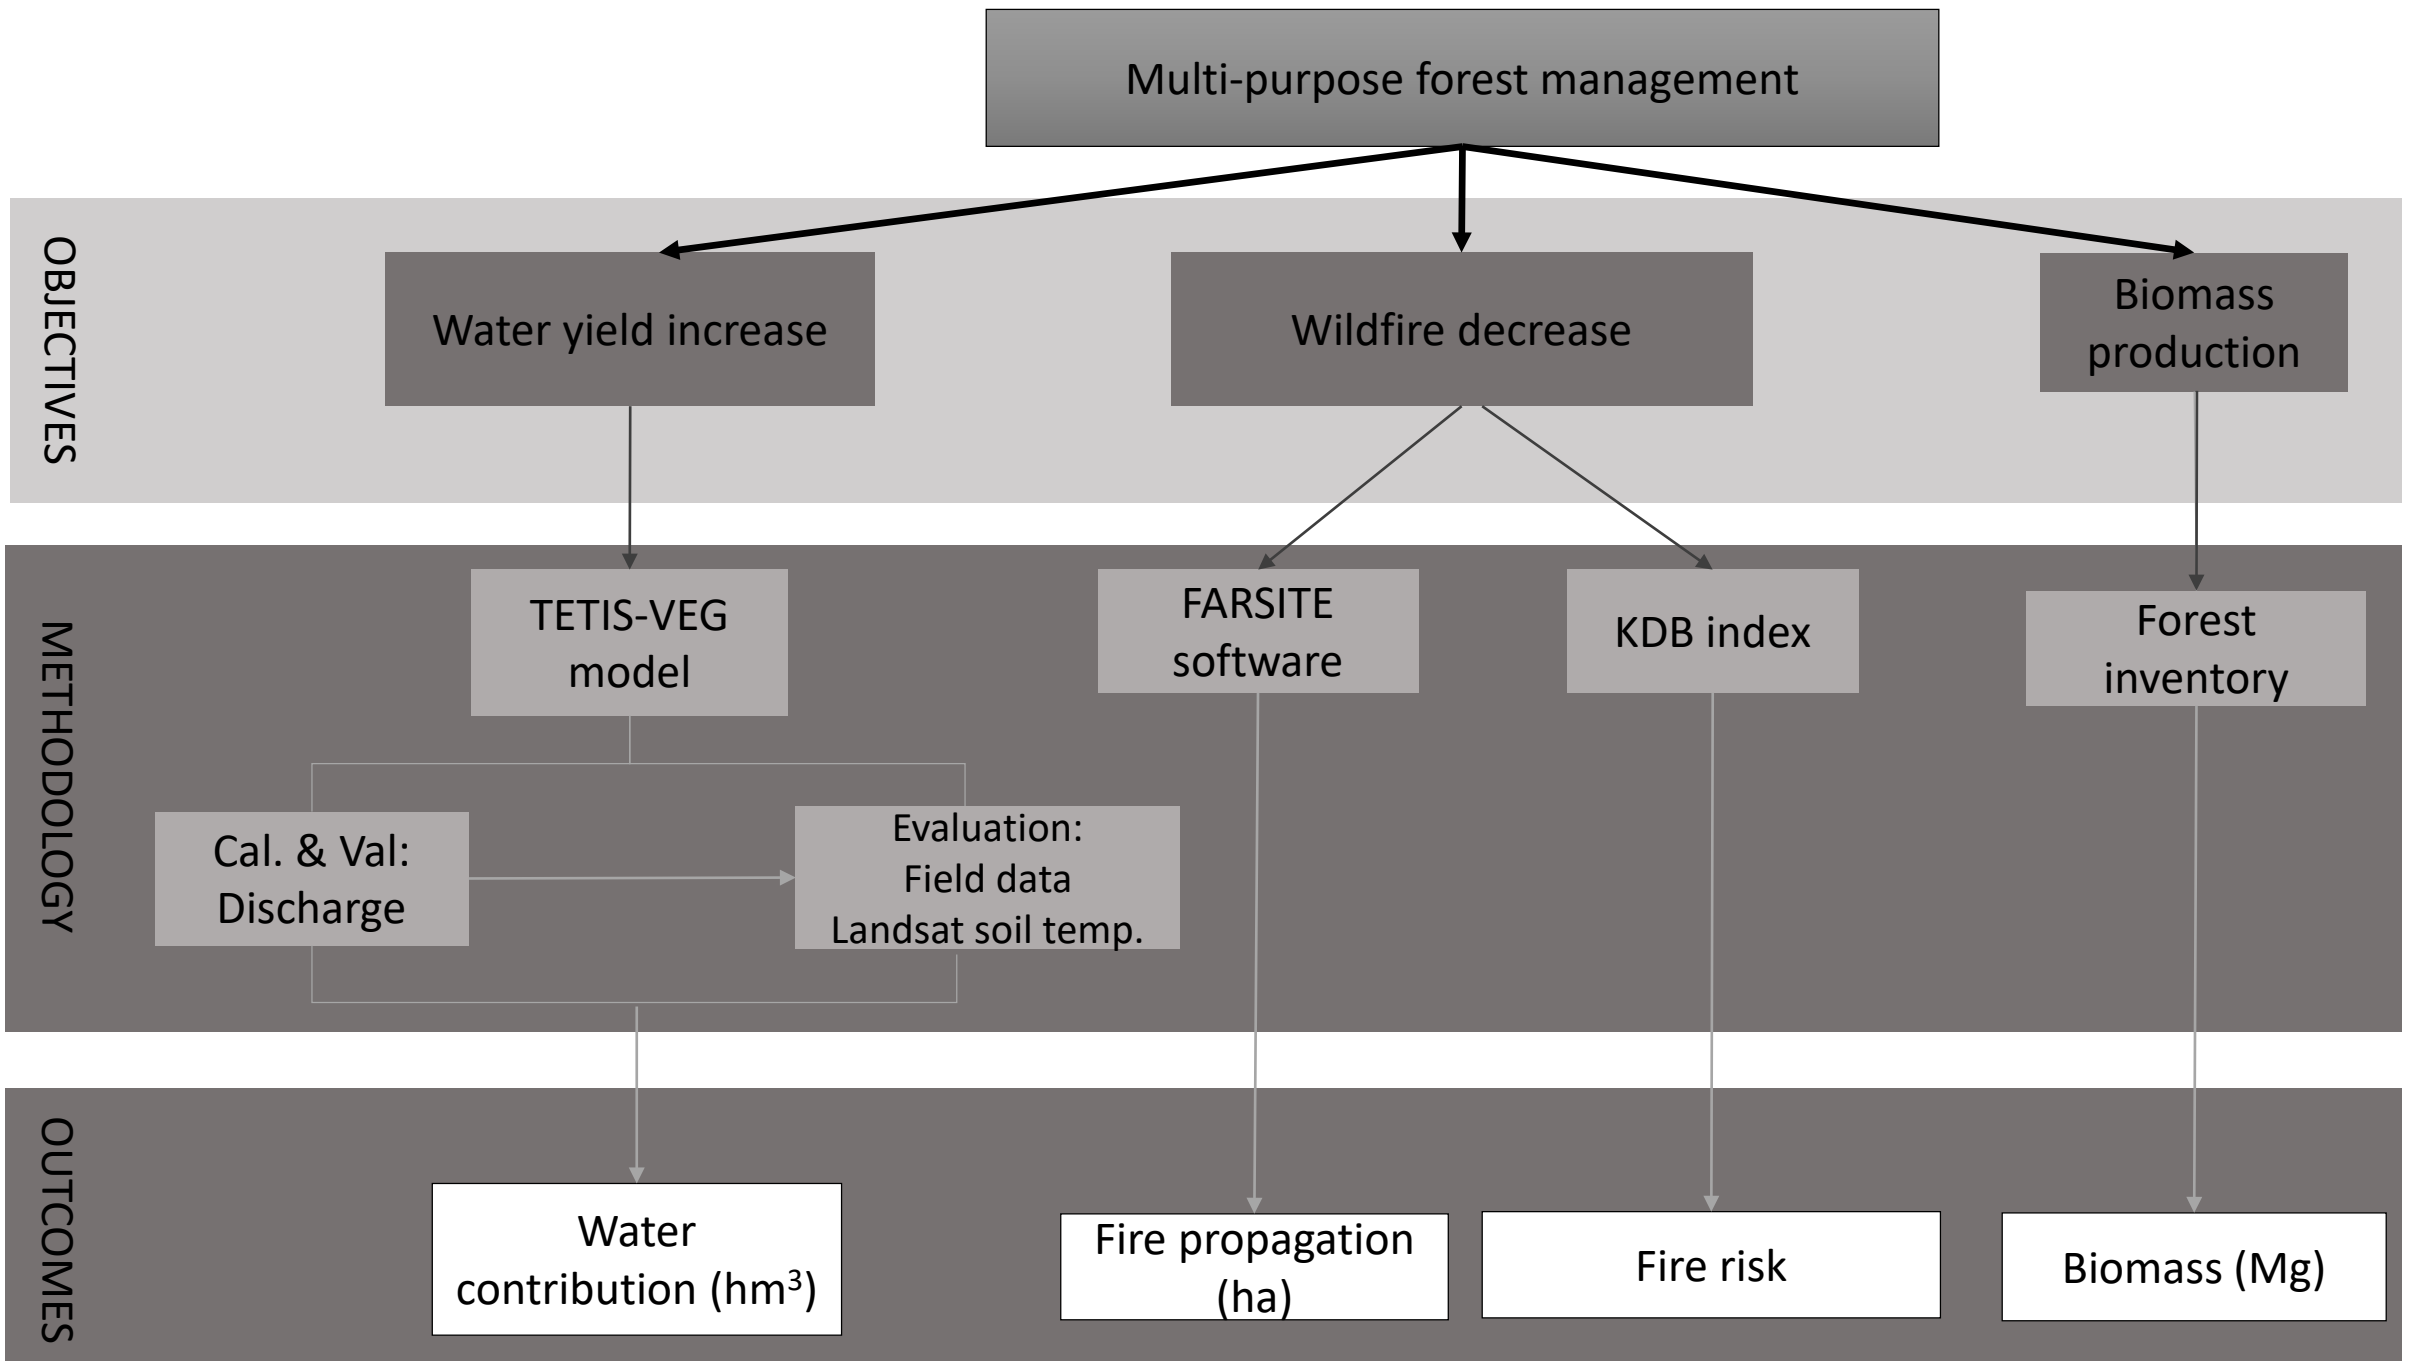 Multi-purpose forest management
OBJECTIVES
Water yield increase
Wildfire decrease
Biomass
production
METHODOLOGY
TETIS-VEG
model
FARSITE
software
KDB index
Forest
inventory
Cal. & Val:
Discharge
Evaluation:
Field data
Landsat soil temp.
OUTCOMES
Water
contribution (hm³)
Fire propagation
(ha)
Fire risk
Biomass (Mg)